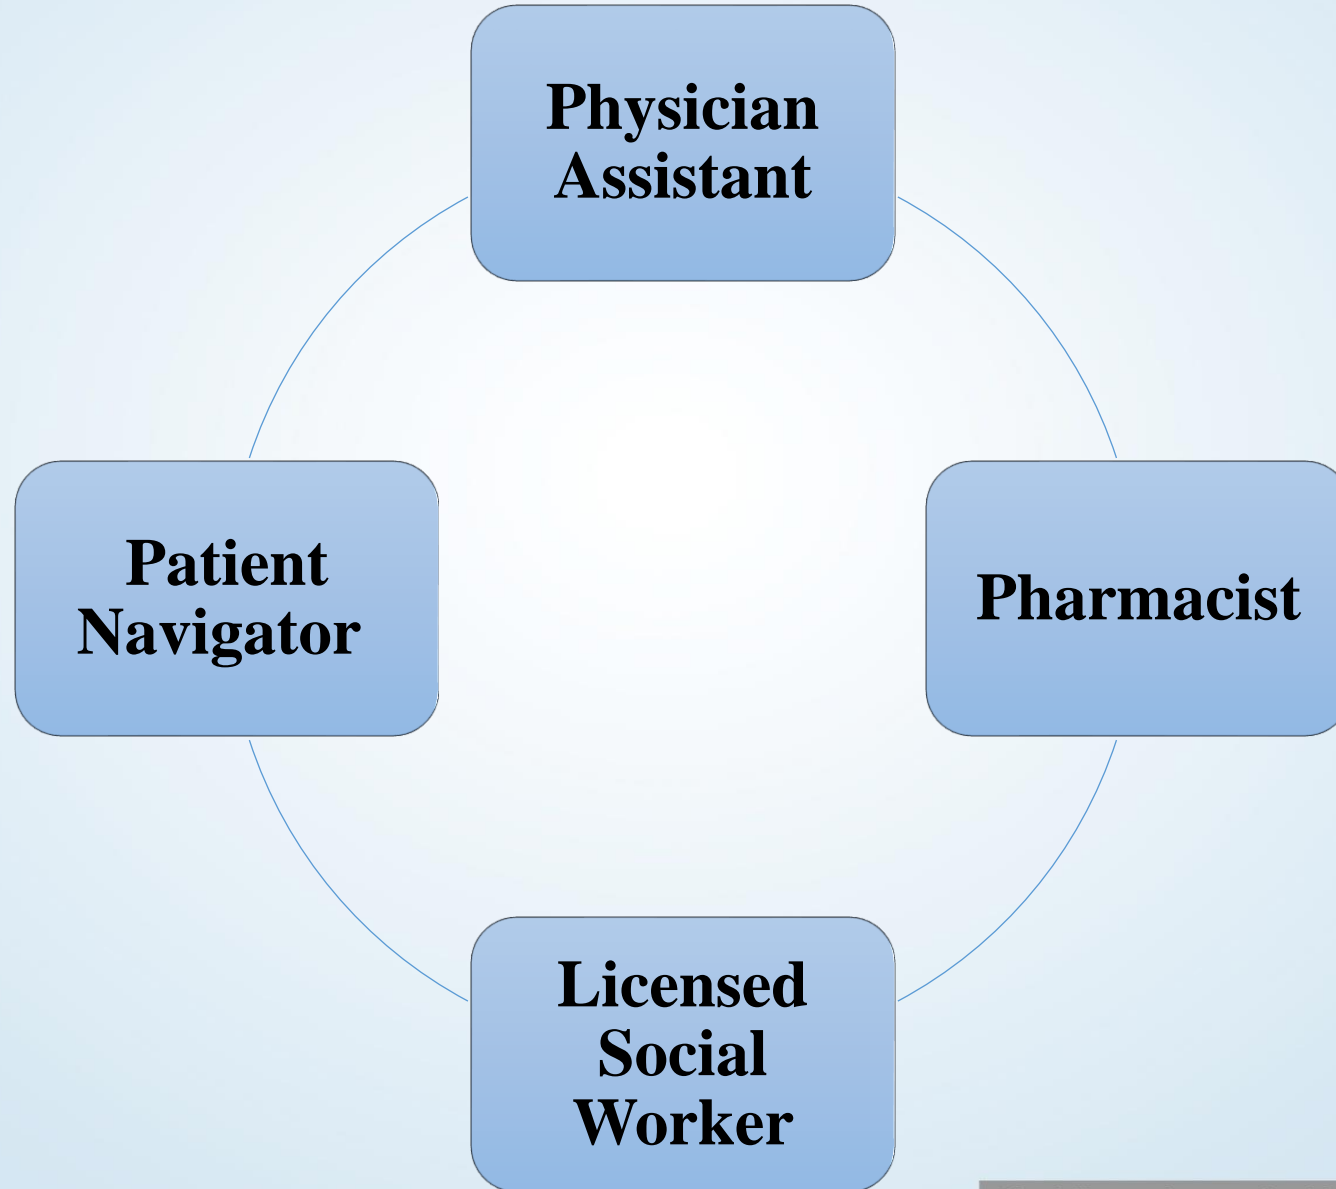 Physician
Assistant
Patient
Navigator
Pharmacist
Licensed
Social
Worker